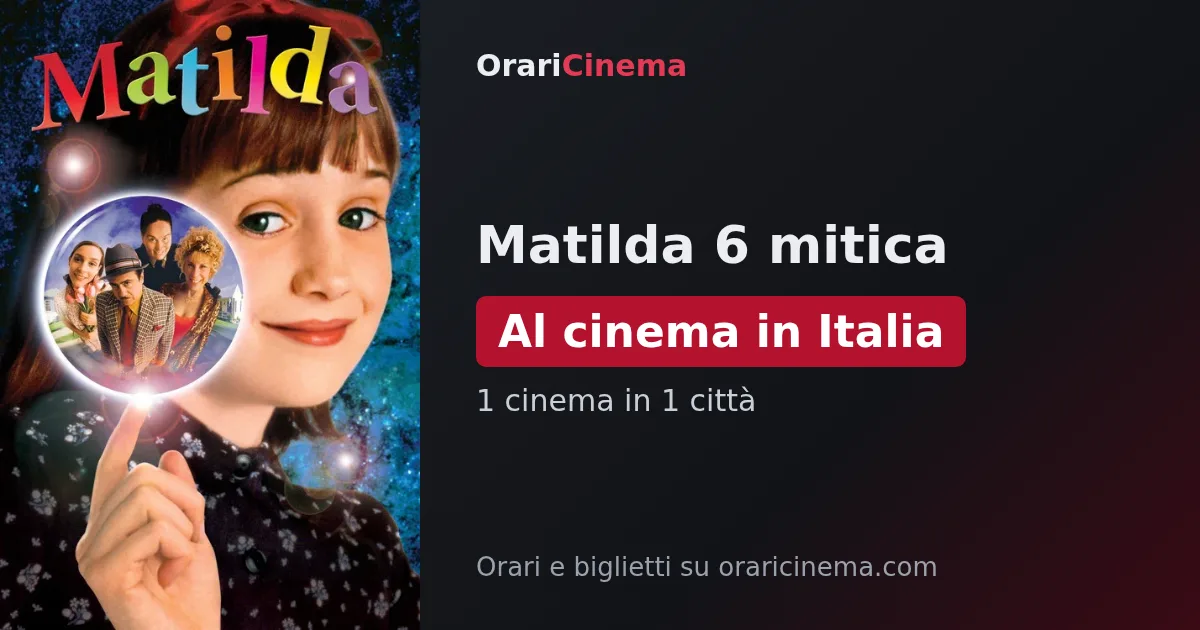 Matilda
OrariCinema
Matilda 6 mitica
Al cinema in Italia
1 cinema in 1 città
Orari e biglietti su oraricinema.com